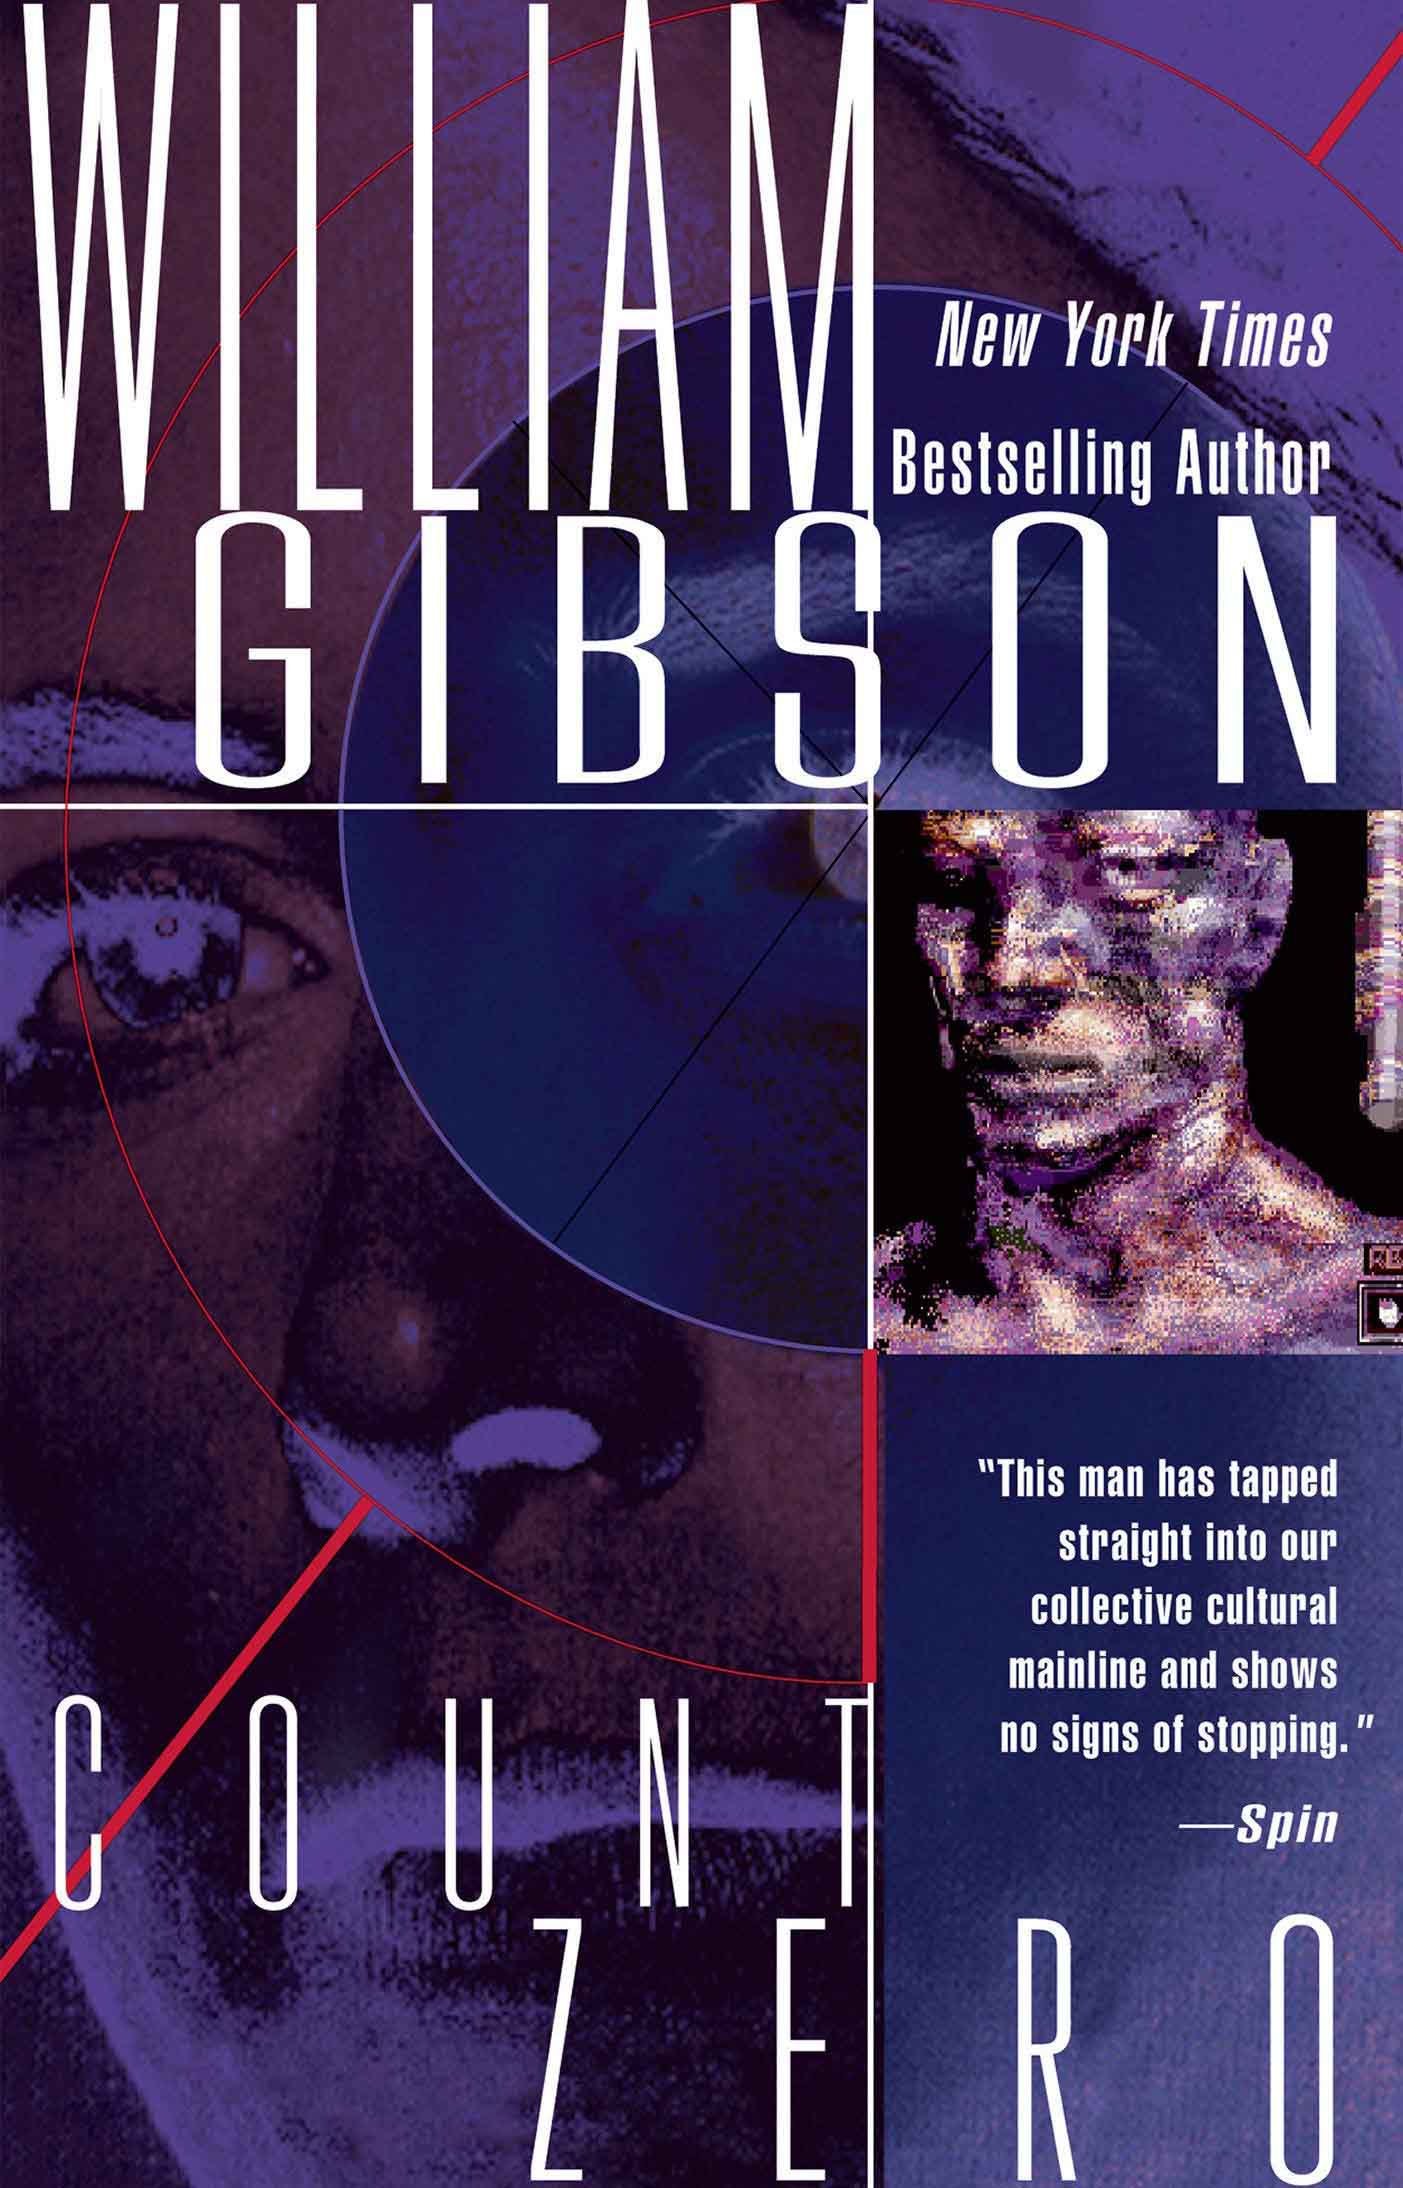 WILLIAM
New York Times
Bestselling Author
GIBSON
"This man has tapped
straight into our
collective cultural
mainline and shows
no signs of stopping."
—Spin
COUNT
ZERO